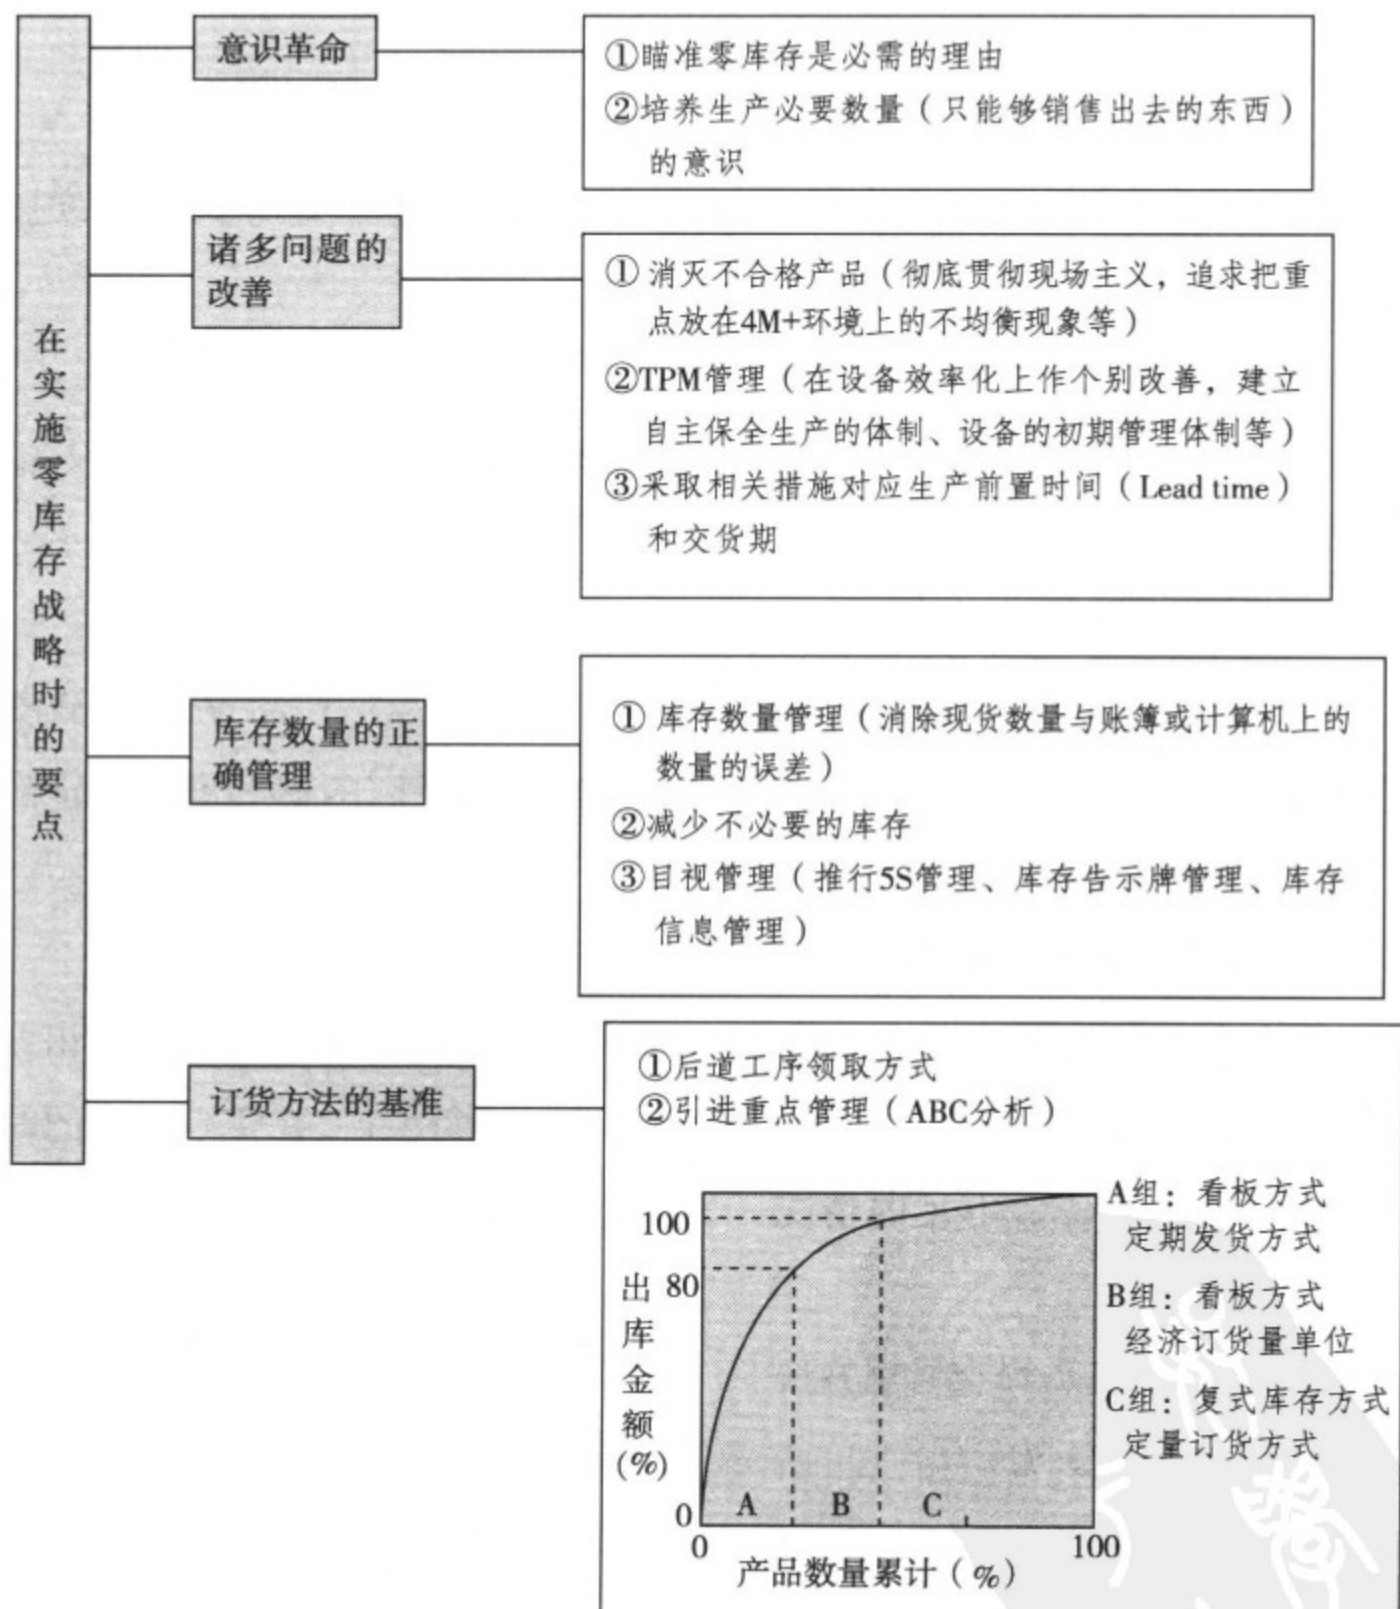 在实施零库存战略时的要点
意识革命
①瞄准零库存是必需的理由
②培养生产必要数量（只能够销售出去的东西）
的意识
诸多问题的
改善
① 消灭不合格产品（彻底贯彻现场主义，追求把重
点放在4M+环境上的不均衡现象等）
②TPM管理（在设备效率化上作个别改善，建立
自主保全生产的体制、设备的初期管理体制等）
③采取相关措施对应生产前置时间（Lead time）
和交货期
库存数量的正
确管理
① 库存数量管理（消除现货数量与账簿或计算机上的
数量的误差）
②减少不必要的库存
③目视管理（推行5S管理、库存告示牌管理、库存
信息管理）
订货方法的基准
①后道工序领取方式
②引进重点管理（ABC分析）
100
80
出库金额(%)
0
A B C
0 100
产品数量累计（%）
A组：看板方式
定期发货方式
B组：看板方式
经济订货量单位
C组：复式库存方式
定量订货方式